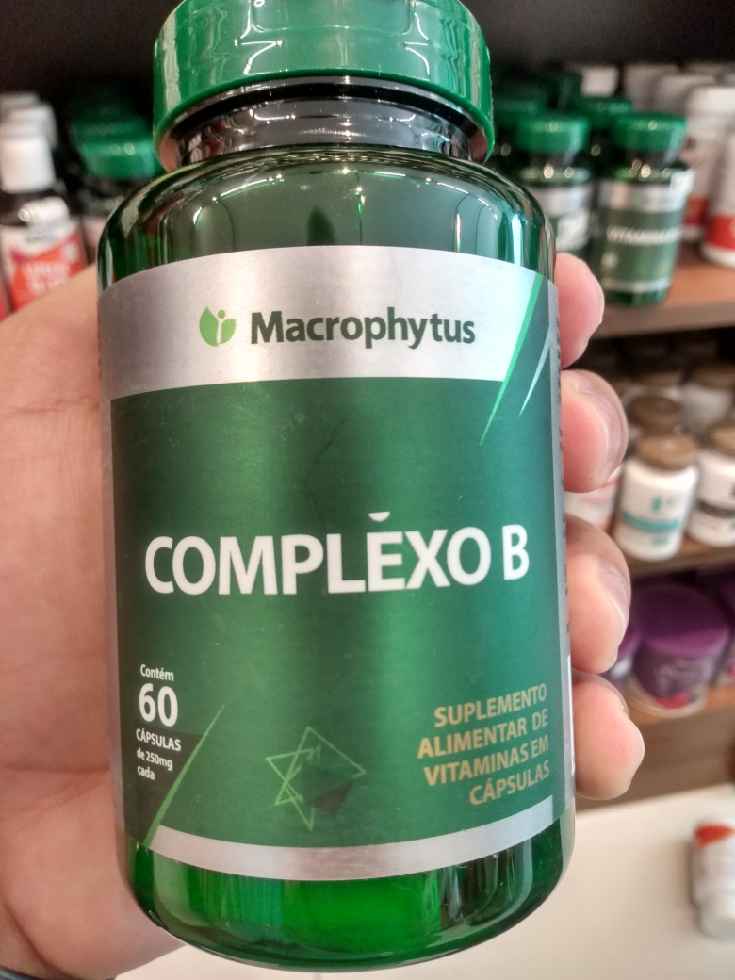 Macrophytus
COMPLÉXO B
Contém
60
CÁPSULAS
de 250mg
cada
SUPLEMENTO
ALIMENTAR DE
VITAMINAS EM
CÁPSULAS